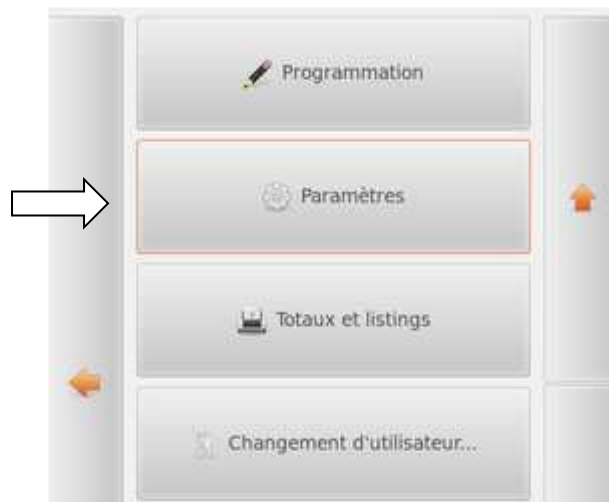 Programmation
Paramètres
Totaux et listings
Changement d'utilisateur...